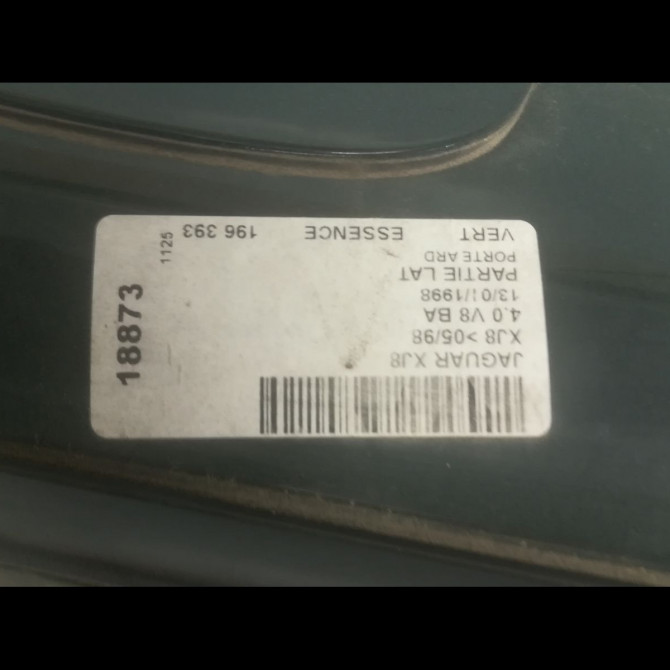 JAGUAR XJ8
XJ8 >05/98
4.0 V8 BA
13/01/1998
PARTIE LAT
PORTE ARD
VERT ESSENCE 196 393
1125
18873